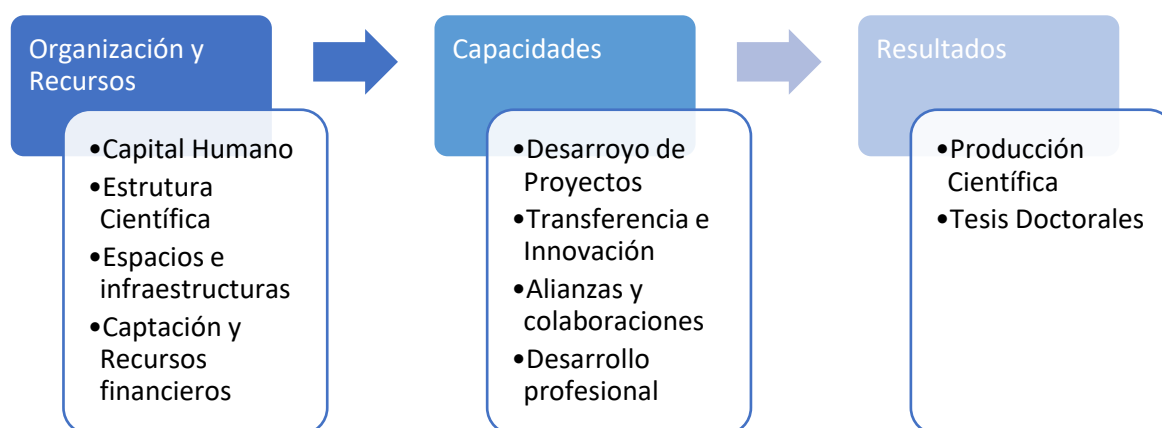 Organización y
Recursos
•Capital Humano
•Estrutura
Científica
•Espacios e
infraestructuras
•Captación y
Recursos
financieros
Capacidades
•Desarroyo de
Proyectos
•Transferencia e
Innovación
•Alianzas y
colaboraciones
•Desarrollo
profesional
Resultados
•Producción
Científica
•Tesis Doctorales